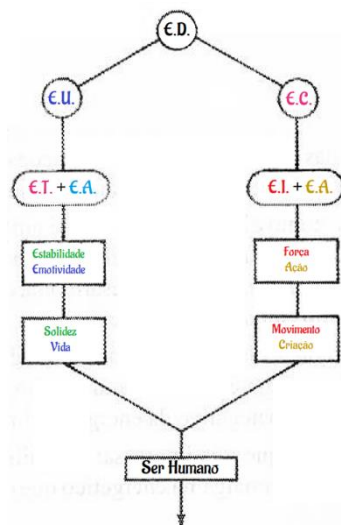 E.D.
E.U.
E.C.
E.T. + E.A.
E.I. + E.A.
Estabilidade
Emotividade
Força
Ação
Solidez
Vida
Movimento
Criação
Ser Humano